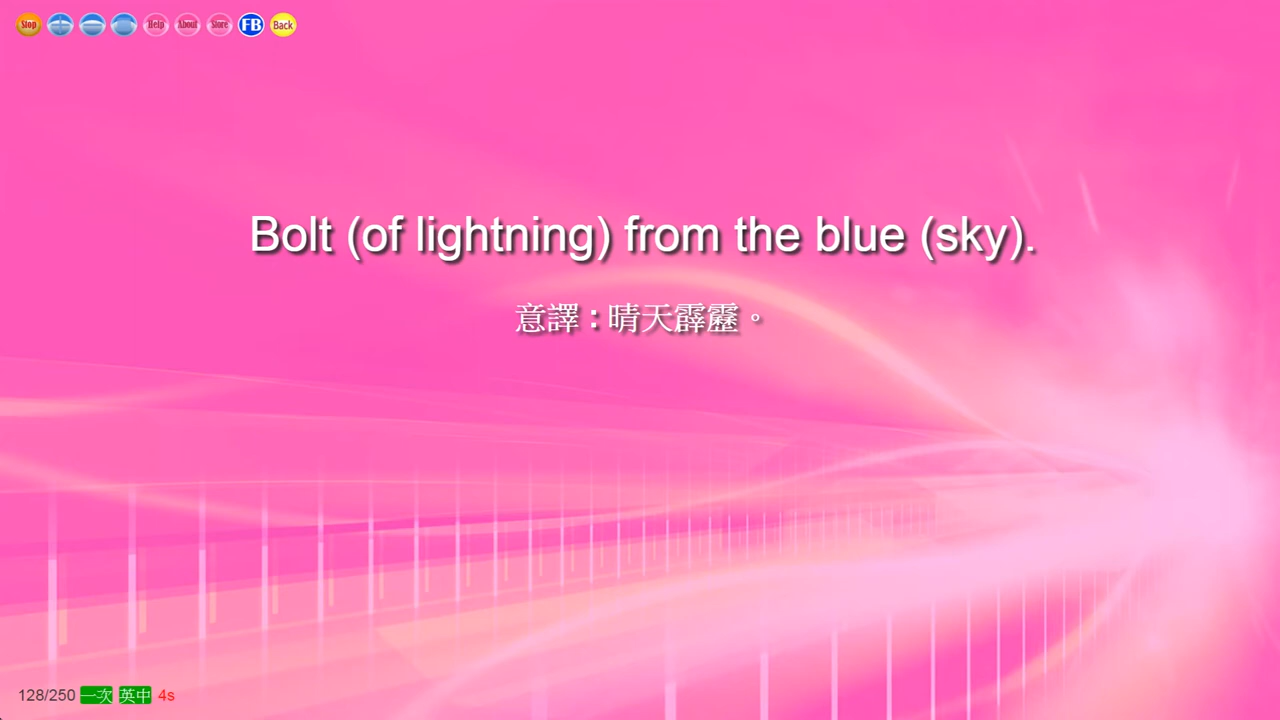 Stop Help About Store FB Back
Bolt (of lightning) from the blue (sky).
意譯：晴天霹靂。
128/250 一次 英中 4s